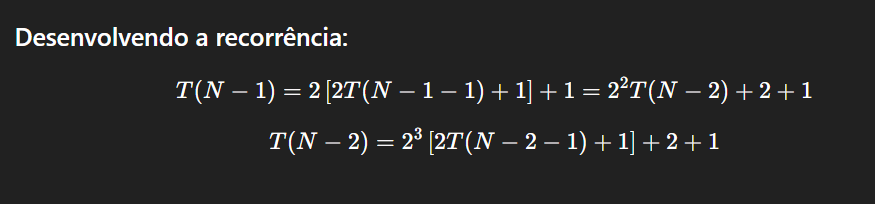 Desenvolvendo a recorrência:
T(N − 1) = 2 [2T(N − 1 − 1) + 1] + 1 = 2²T(N − 2) + 2 + 1
T(N − 2) = 2³ [2T(N − 2 − 1) + 1] + 2 + 1